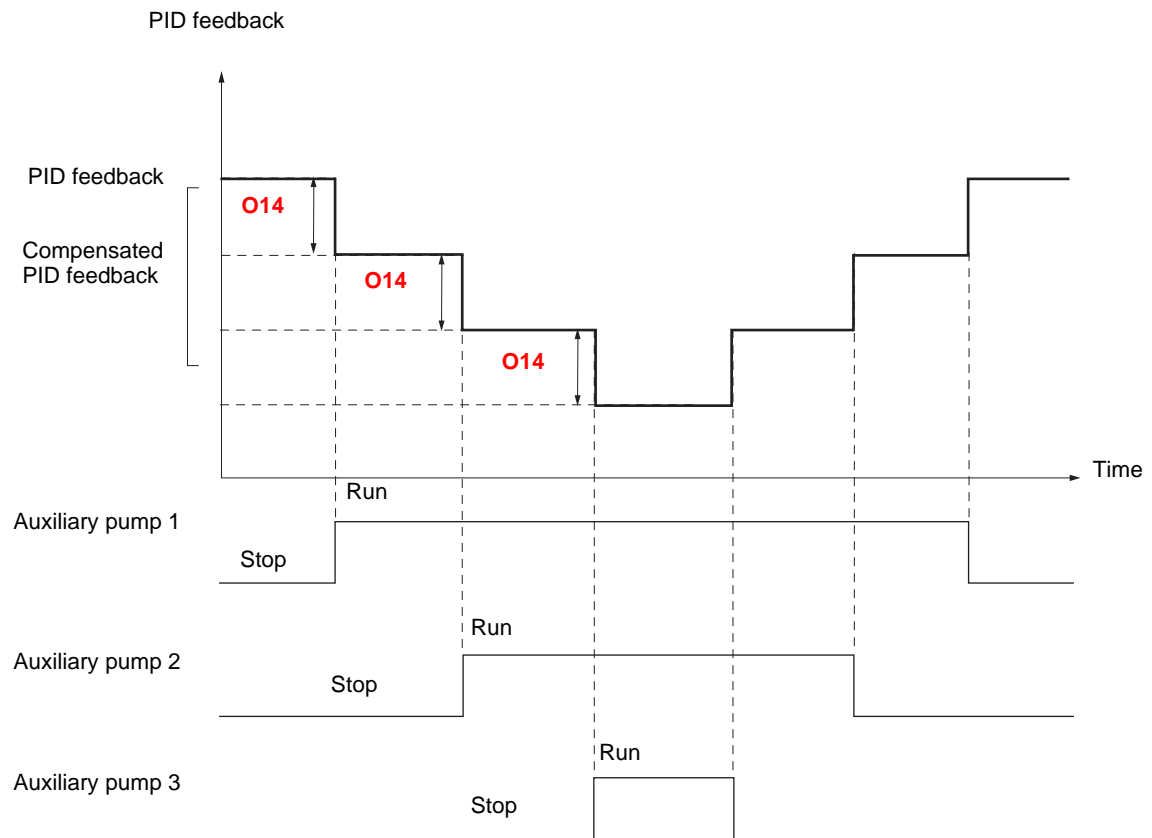 PID feedback
PID feedback
O14
Compensated
PID feedback
O14
O14
Time
Run
Auxiliary pump 1
Stop
Run
Auxiliary pump 2
Stop
Run
Auxiliary pump 3
Stop